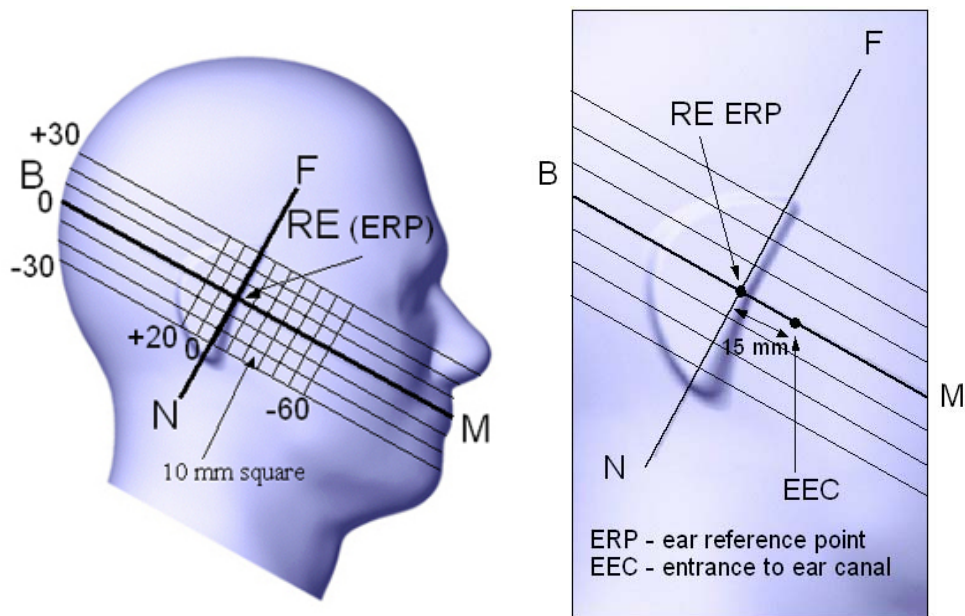 +30
B
0
-30
F
RE (ERP)
+20
0
N
-60
M
10 mm square
F
RE ERP
B
15 mm
M
N
EEC
ERP - ear reference point
EEC - entrance to ear canal